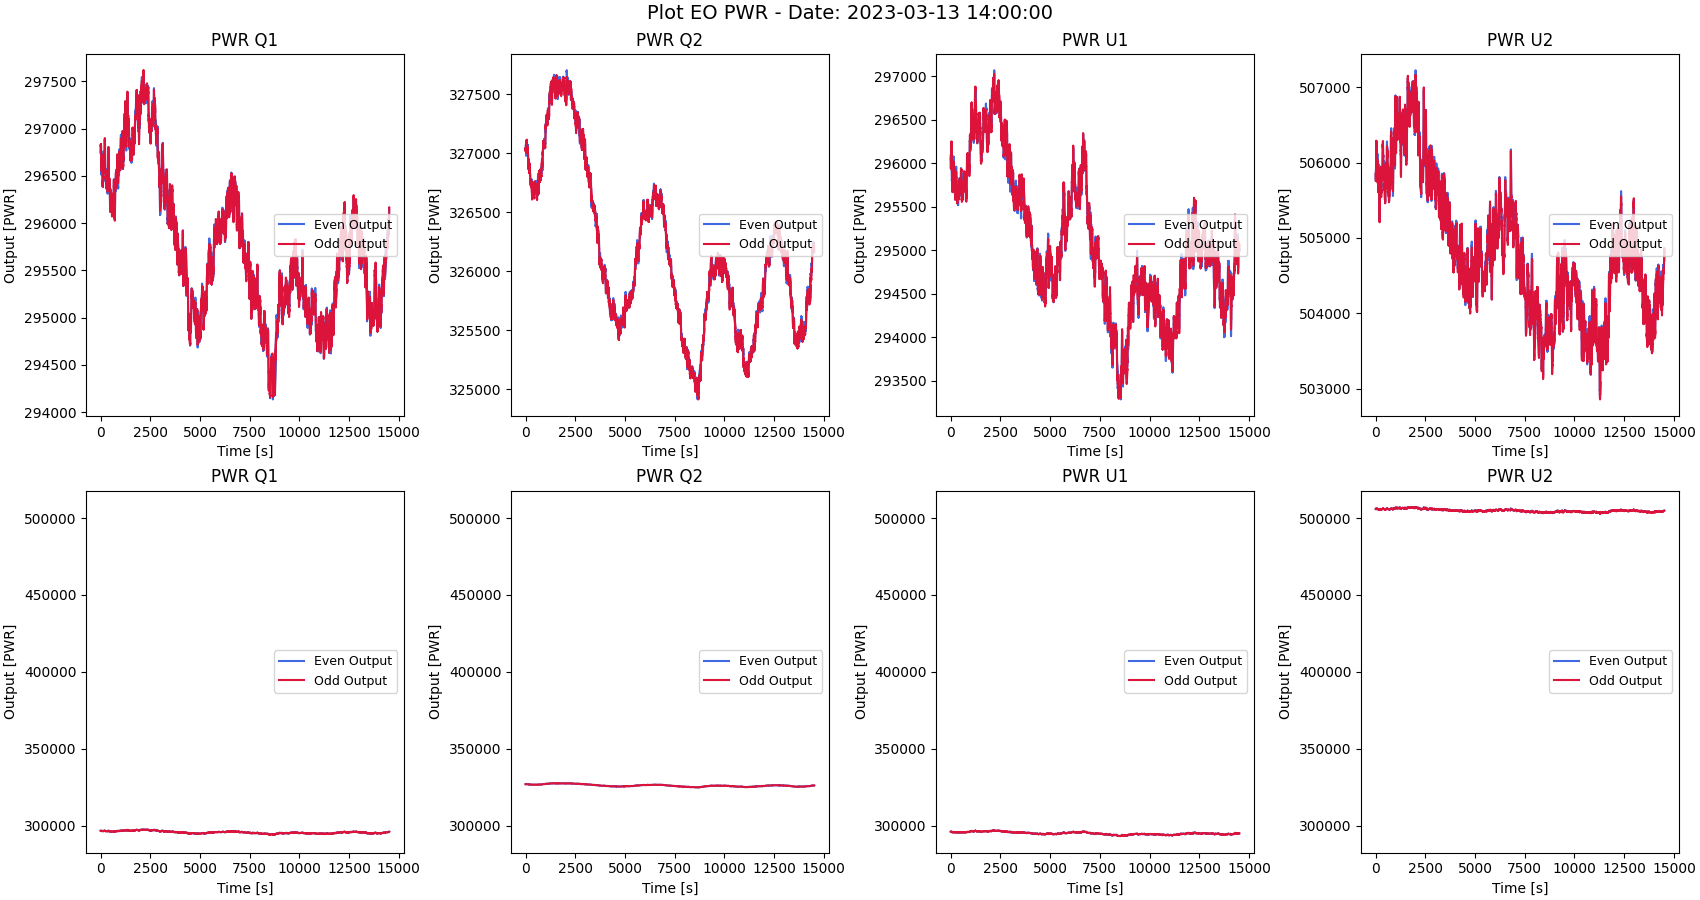 Plot EO PWR - Date: 2023-03-13 14:00:00
PWR Q1
Output [PWR]
297500
297000
296500
296000
295500
295000
294500
294000
Even Output
Odd Output
0 2500 5000 7500 10000 12500 15000
Time [s]
PWR Q2
Output [PWR]
327500
327000
326500
326000
325500
325000
Even Output
Odd Output
0 2500 5000 7500 10000 12500 15000
Time [s]
PWR U1
Output [PWR]
297000
296500
296000
295500
295000
294500
294000
293500
Even Output
Odd Output
0 2500 5000 7500 10000 12500 15000
Time [s]
PWR U2
Output [PWR]
507000
506000
505000
504000
503000
Even Output
Odd Output
0 2500 5000 7500 10000 12500 15000
Time [s]
PWR Q1
Output [PWR]
500000
450000
400000
350000
300000
Even Output
Odd Output
0 2500 5000 7500 10000 12500 15000
Time [s]
PWR Q2
Output [PWR]
500000
450000
400000
350000
300000
Even Output
Odd Output
0 2500 5000 7500 10000 12500 15000
Time [s]
PWR U1
Output [PWR]
500000
450000
400000
350000
300000
Even Output
Odd Output
0 2500 5000 7500 10000 12500 15000
Time [s]
PWR U2
Output [PWR]
500000
450000
400000
350000
300000
Even Output
Odd Output
0 2500 5000 7500 10000 12500 15000
Time [s]